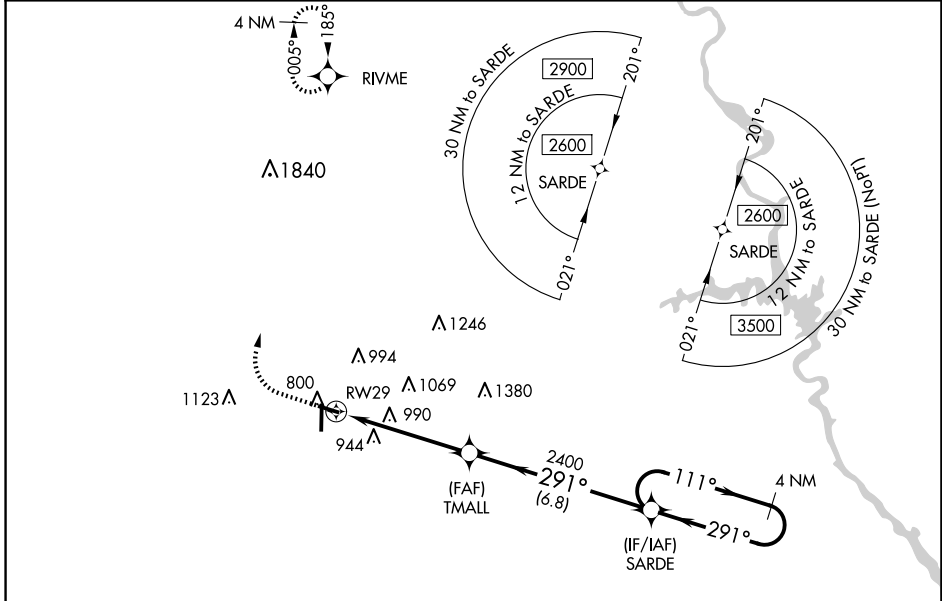 4 NM
185°
005°
RIVME
1840
30 NM to SARDE
2900
201°
12 NM to SARDE
2600
SARDE
021°
201°
2600
SARDE
12 NM to SARDE
30 NM to SARDE (NoPT)
021°
3500
1246
994
1123
800
RW29
1069
1380
990
944
2400
291°
(6.8)
(FAF)
TMALL
111°
4 NM
291°
(IF/IAF)
SARDE